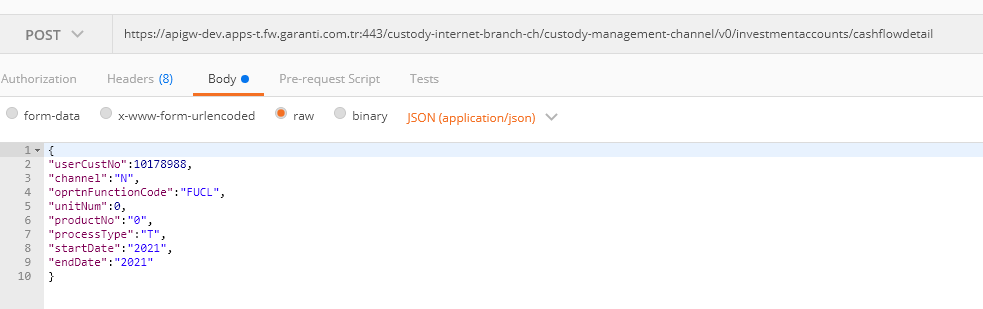 POST https://apigw-dev.apps-t.fw.garanti.com.tr:443/custody-internet-branch-ch/custody-management-channel/v0/investmentaccounts/cashflowdetail
Authorization Headers (8) Body Pre-request Script Tests
form-data x-www-form-urlencoded raw binary JSON (application/json)
1 {
2 "userCustNo":10178988,
3 "channel":"N",
4 "oprtnFunctionCode":"FUCL",
5 "unitNum":0,
6 "productNo":"0",
7 "processType":"T",
8 "startDate":"2021",
9 "endDate":"2021"
10 }